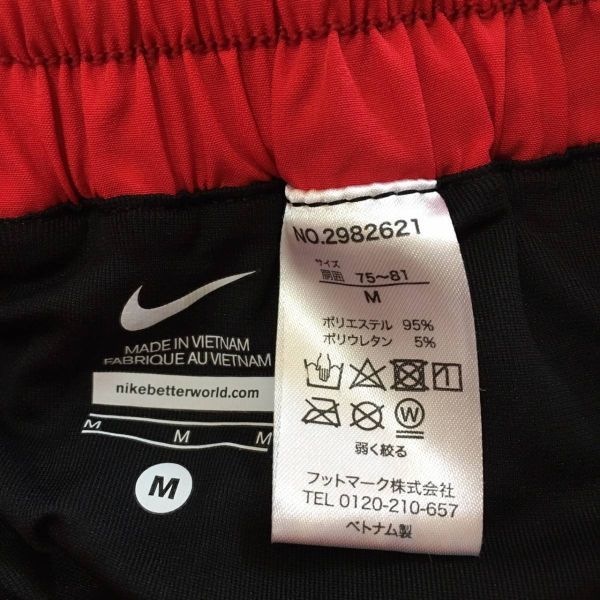 MADE IN VIETNAM
FABRIQUE AU VIETNAM
nikebetterworld.com
M M M
M
NO.2982621
サイズ
胴囲 75〜81
M
ポリエステル 95%
ポリウレタン 5%
W
弱く絞る
フットマーク株式会社
TEL 0120-210-657
ベトナム製